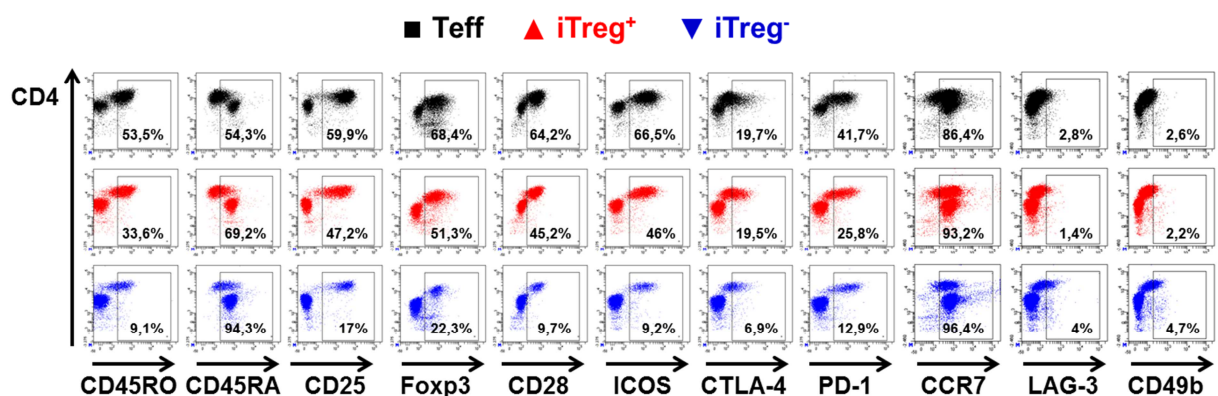 ■ Teff ▲ iTreg⁺ ▼ iTreg⁻
CD4
53,5% 54,3% 59,9% 68,4% 64,2% 66,5% 19,7% 41,7% 86,4% 2,8% 2,6%
33,6% 69,2% 47,2% 51,3% 45,2% 46% 19,5% 25,8% 93,2% 1,4% 2,2%
9,1% 94,3% 17% 22,3% 9,7% 9,2% 6,9% 12,9% 96,4% 4% 4,7%
CD45RO CD45RA CD25 Foxp3 CD28 ICOS CTLA-4 PD-1 CCR7 LAG-3 CD49b